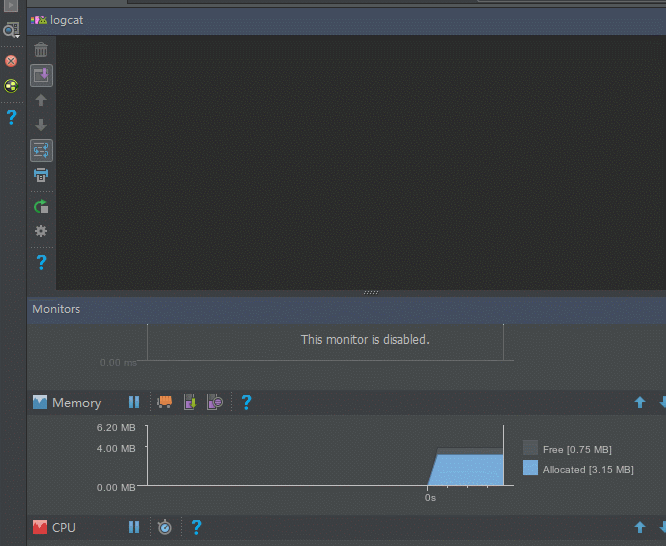 logcat
?
?
Monitors
This monitor is disabled.
0.00 ms
Memory
?
6.20 MB
4.00 MB
0.00 MB
0s
Free [0.75 MB]
Allocated [3.15 MB]
CPU
?